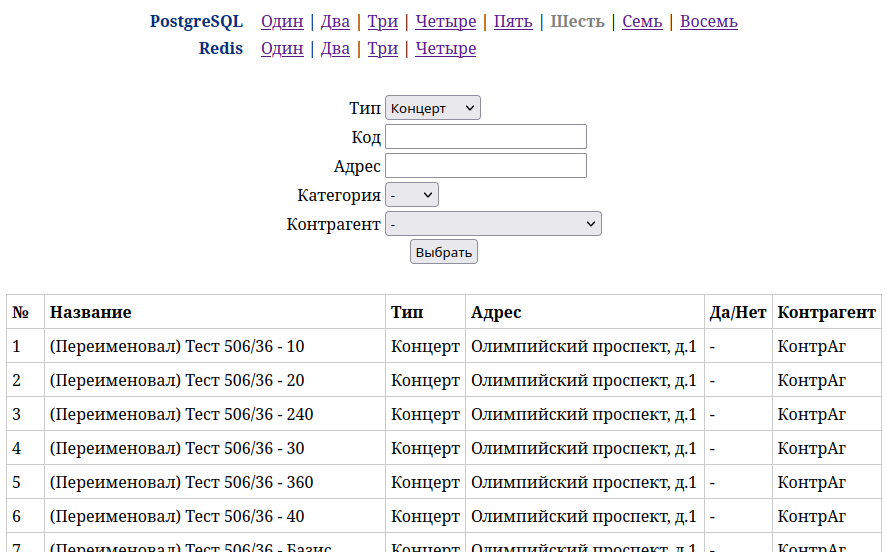 PostgreSQL Один | Два | Три | Четыре | Пять | Шесть | Семь | Восемь
Redis Один | Два | Три | Четыре
Тип Концерт
Код
Адрес
Категория -
Контрагент -
Выбрать
№ Название Тип Адрес Да/Нет Контрагент
1 (Переименовал) Тест 506/36 - 10 Концерт Олимпийский проспект, д.1 - КонтрАг
2 (Переименовал) Тест 506/36 - 20 Концерт Олимпийский проспект, д.1 - КонтрАг
3 (Переименовал) Тест 506/36 - 240 Концерт Олимпийский проспект, д.1 - КонтрАг
4 (Переименовал) Тест 506/36 - 30 Концерт Олимпийский проспект, д.1 - КонтрАг
5 (Переименовал) Тест 506/36 - 360 Концерт Олимпийский проспект, д.1 - КонтрАг
6 (Переименовал) Тест 506/36 - 40 Концерт Олимпийский проспект, д.1 - КонтрАг
7 (Переименовал) Тест 506/36 - Базис Концерт Олимпийский проспект, д.1 - КонтрАг